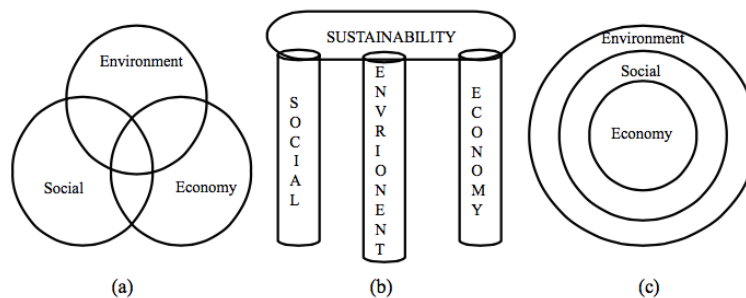 Environment
Social
Economy
(a)
SUSTAINABILITY
SOCIAL
ENVRIONENT
ECONOMY
(b)
Environment
Social
Economy
(c)